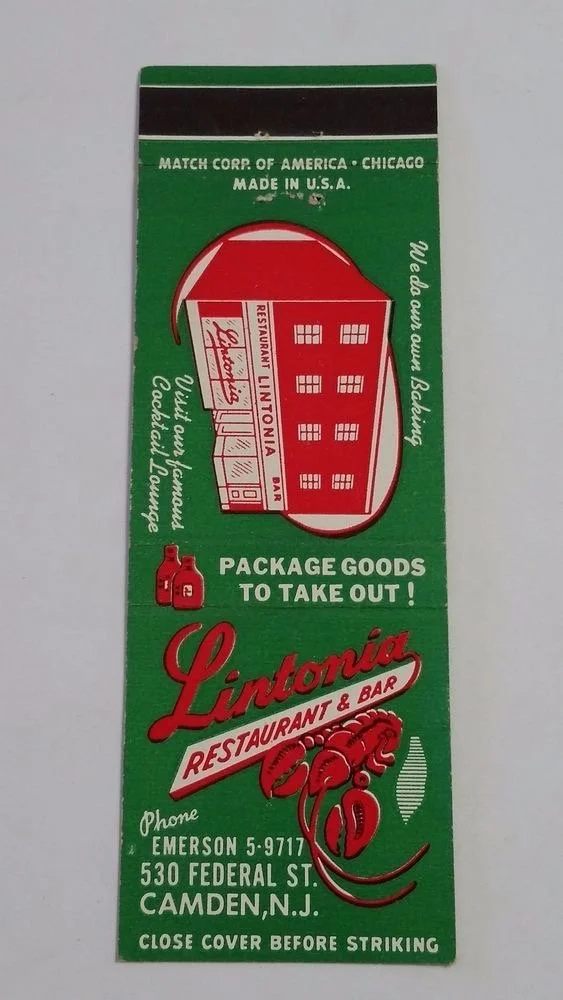 MATCH CORP. OF AMERICA • CHICAGO
MADE IN U.S.A.
We do our own Baking
RESTAURANT LINTONIA BAR
Lintonia
Visit our famous
Cocktail Lounge
PACKAGE GOODS
TO TAKE OUT!
Lintonia
RESTAURANT & BAR
Phone
EMERSON 5-9717
530 FEDERAL ST.
CAMDEN, N.J.
CLOSE COVER BEFORE STRIKING